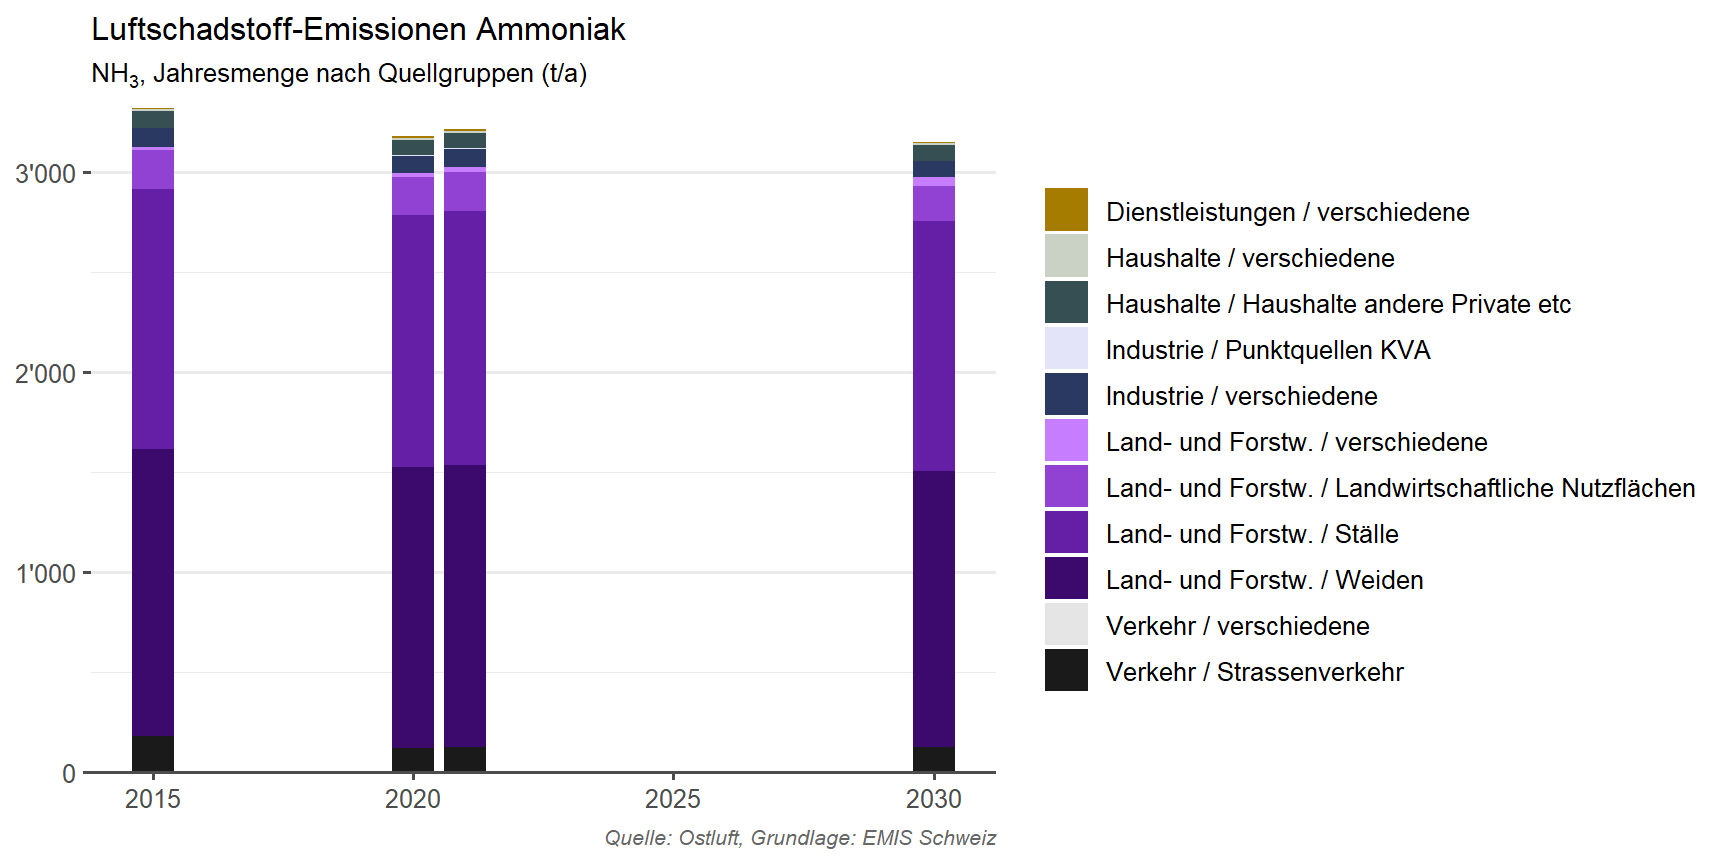 Luftschadstoff-Emissionen Ammoniak
NH₃, Jahresmenge nach Quellgruppen (t/a)
3'000
2'000
1'000
0
2015
2020
2025
2030
Dienstleistungen / verschiedene
Haushalte / verschiedene
Haushalte / Haushalte andere Private etc
Industrie / Punktquellen KVA
Industrie / verschiedene
Land- und Forstw. / verschiedene
Land- und Forstw. / Landwirtschaftliche Nutzflächen
Land- und Forstw. / Ställe
Land- und Forstw. / Weiden
Verkehr / verschiedene
Verkehr / Strassenverkehr
Quelle: Ostluft, Grundlage: EMIS Schweiz